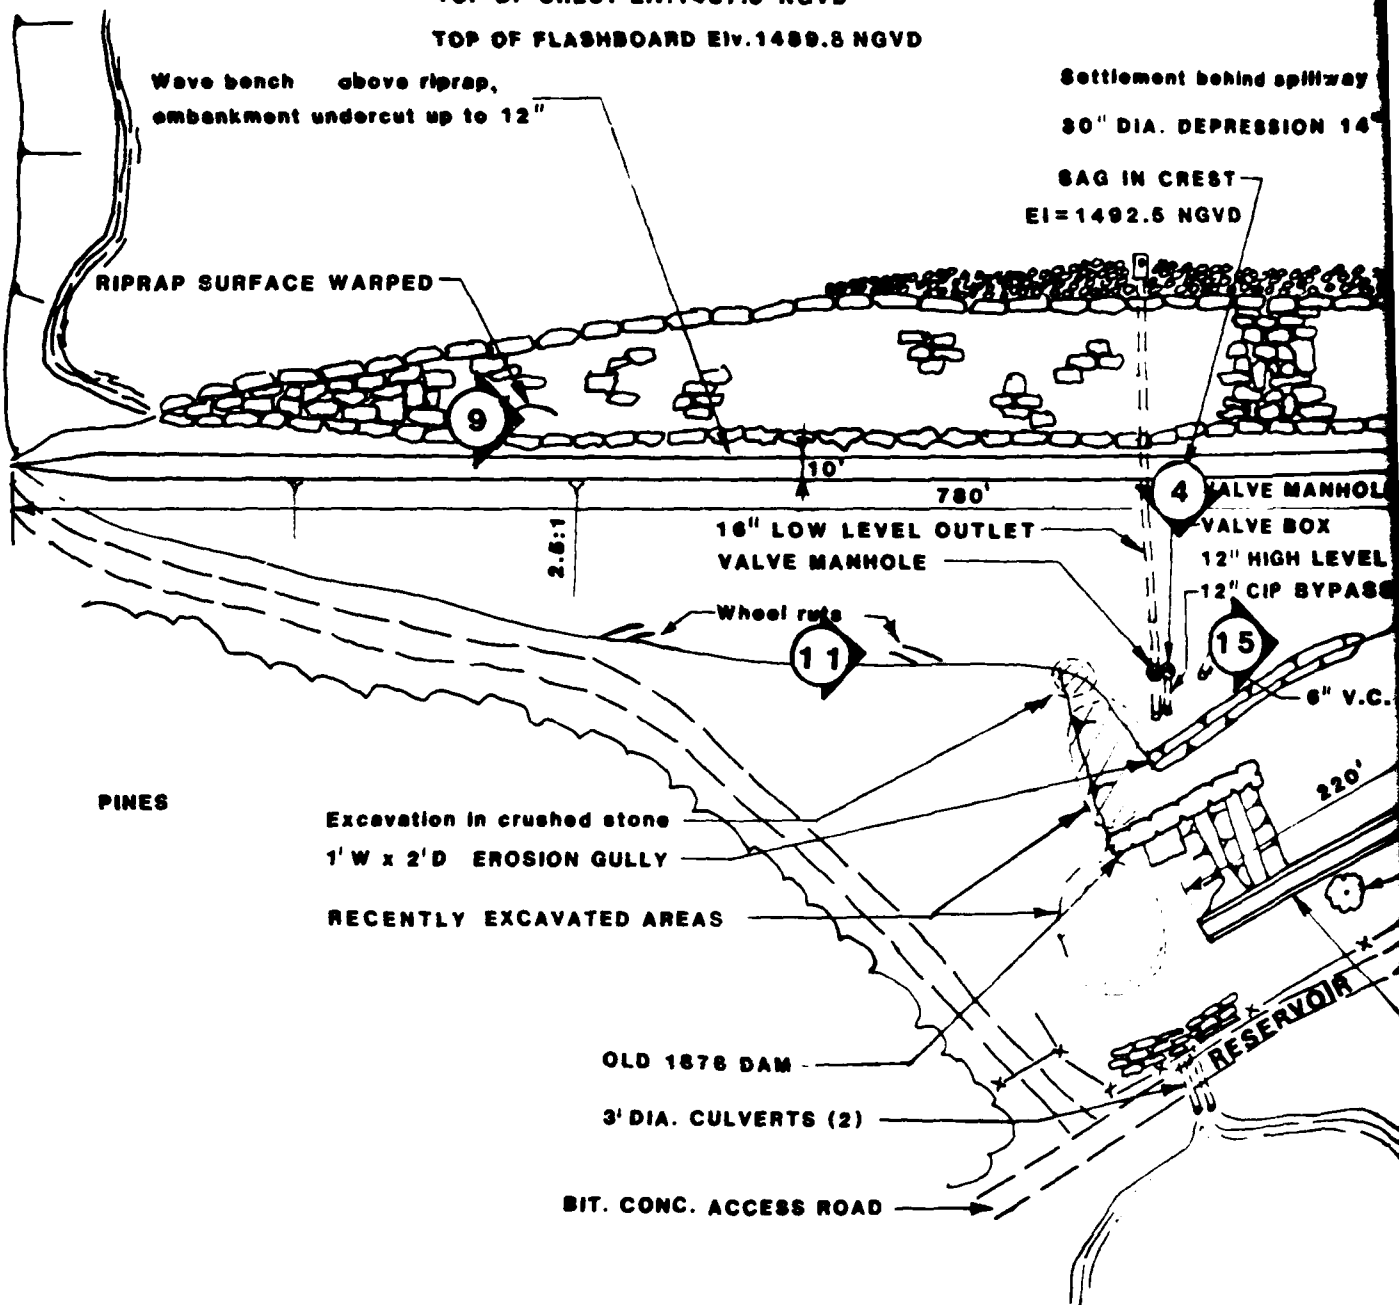 TOP OF FLASHBOARD Elv. 1489.8 NGVD
Wave bench above riprap,
embankment undercut up to 12"
Settlement behind spillway
30" DIA. DEPRESSION 14"
SAG IN CREST
El=1492.5 NGVD
RIPRAP SURFACE WARPED
9
10'
780'
4
VALVE MANHOL
16" LOW LEVEL OUTLET
VALVE BOX
VALVE MANHOLE
12" HIGH LEVEL
2.5:1
12" CIP BYPASS
Wheel ruts
11
15
6" V.C.
PINES
220'
Excavation in crushed stone
1'W x 2'D EROSION GULLY
RECENTLY EXCAVATED AREAS
RESERVOIR
OLD 1876 DAM
3' DIA. CULVERTS (2)
BIT. CONC. ACCESS ROAD